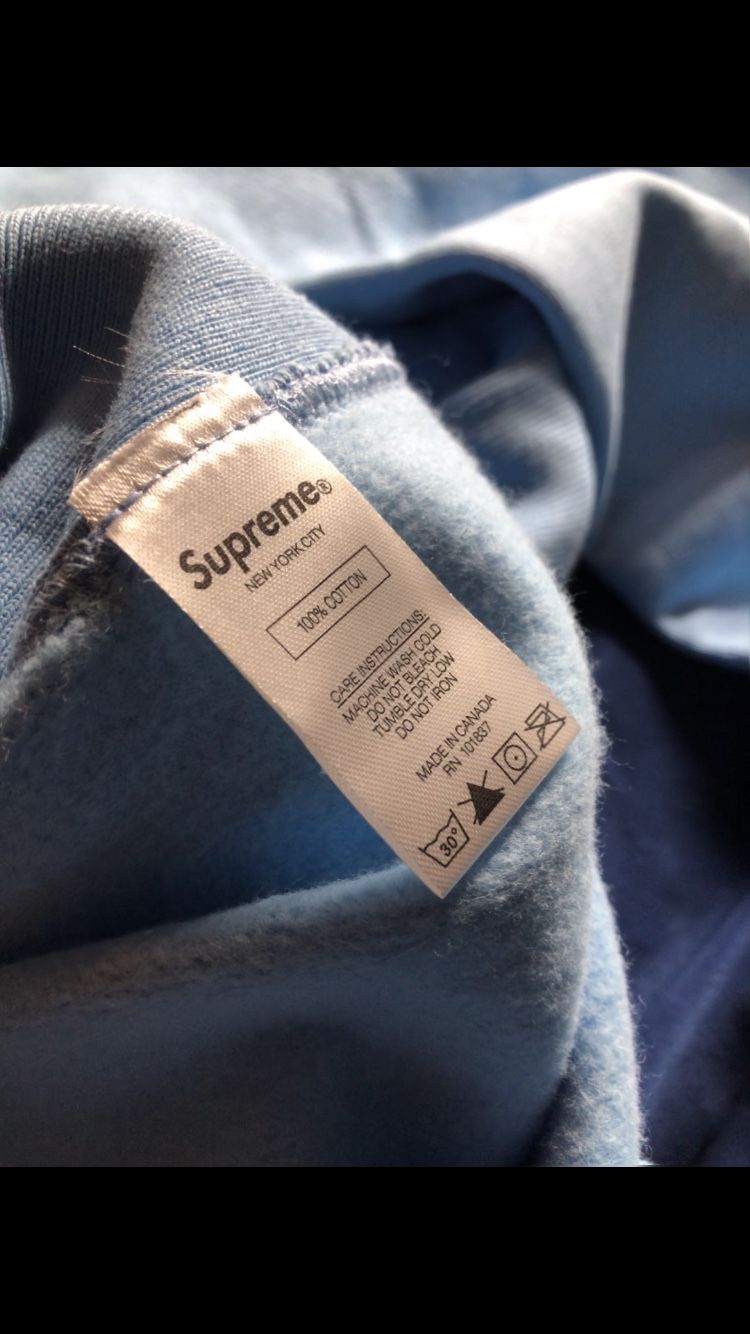 Supreme®
NEW YORK CITY
100% COTTON
CARE INSTRUCTIONS:
MACHINE WASH COLD
DO NOT BLEACH
TUMBLE DRY LOW
DO NOT IRON
MADE IN CANADA
RN 101837
30°